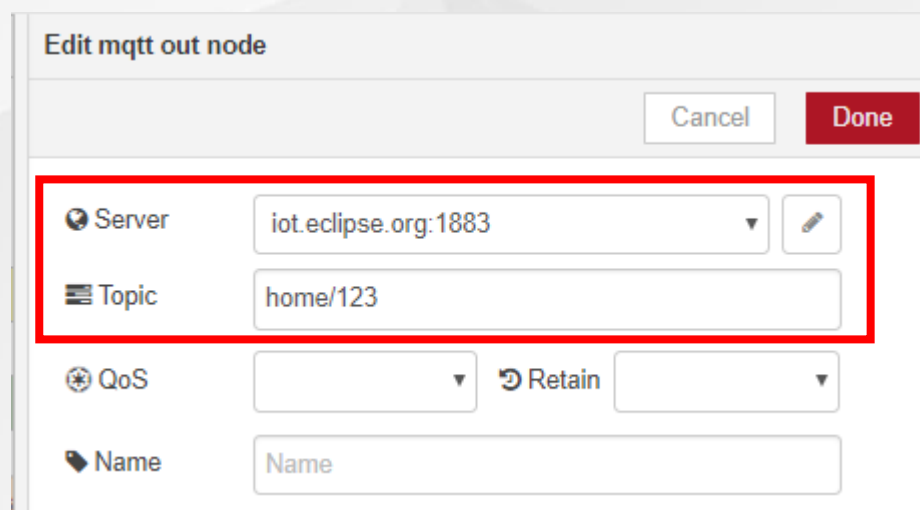 Edit mqtt out node
Cancel Done
Server iot.eclipse.org:1883
Topic home/123
QoS Retain
Name Name